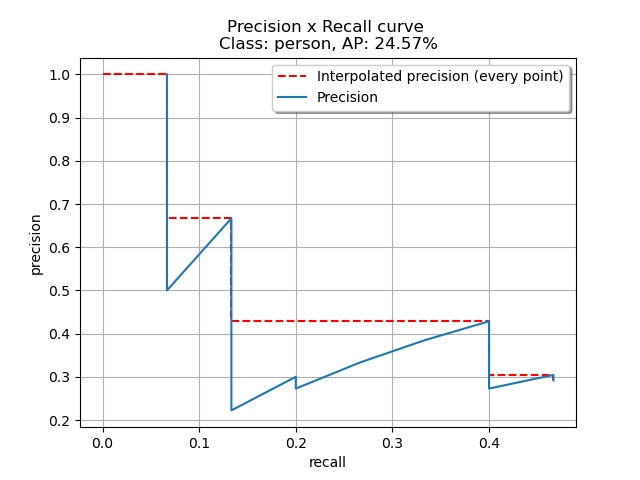 Precision x Recall curve
Class: person, AP: 24.57%
Interpolated precision (every point)
Precision
precision
1.0
0.9
0.8
0.7
0.6
0.5
0.4
0.3
0.2
0.0
0.1
0.2
0.3
0.4
recall